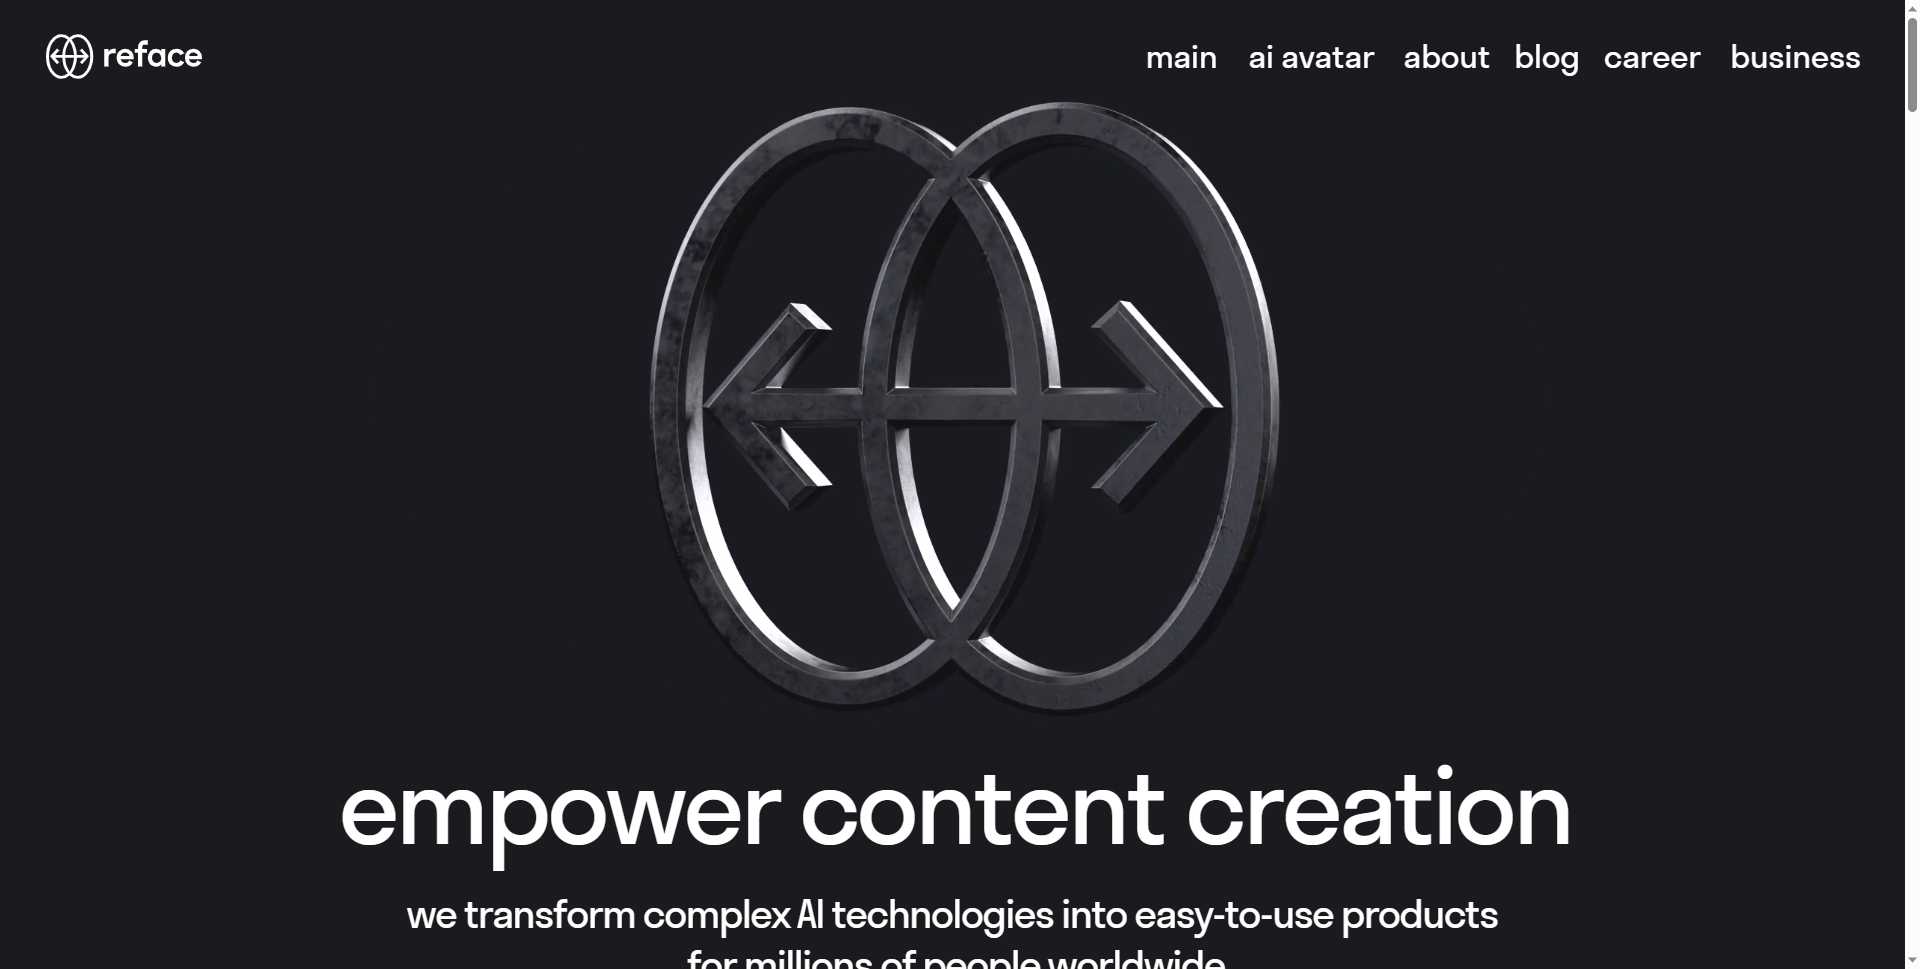 reface
main ai avatar about blog career business
empower content creation
we transform complex AI technologies into easy-to-use products
for millions of people worldwide